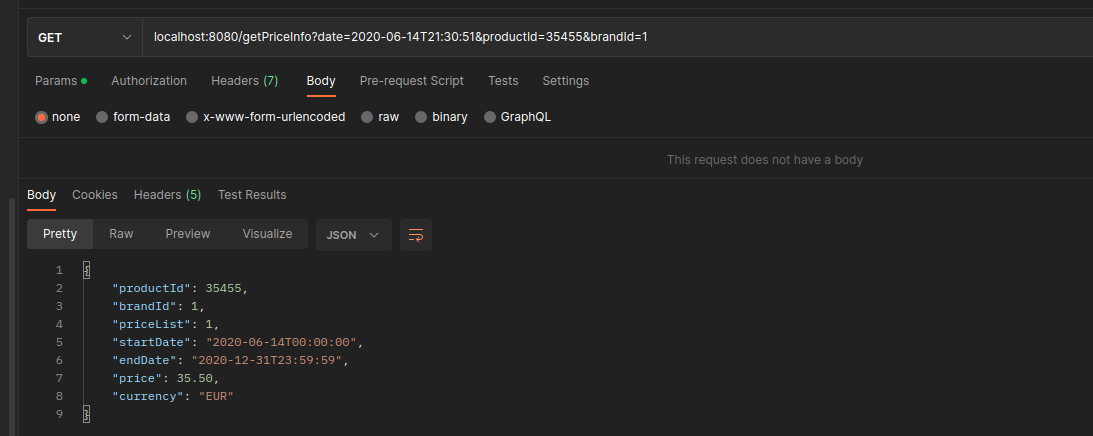 GET localhost:8080/getPriceInfo?date=2020-06-14T21:30:51&productId=35455&brandId=1
Params Authorization Headers (7) Body Pre-request Script Tests Settings
none form-data x-www-form-urlencoded raw binary GraphQL
This request does not have a body
Body Cookies Headers (5) Test Results
Pretty Raw Preview Visualize JSON
1 {
2 "productId": 35455,
3 "brandId": 1,
4 "priceList": 1,
5 "startDate": "2020-06-14T00:00:00",
6 "endDate": "2020-12-31T23:59:59",
7 "price": 35.50,
8 "currency": "EUR"
9 }